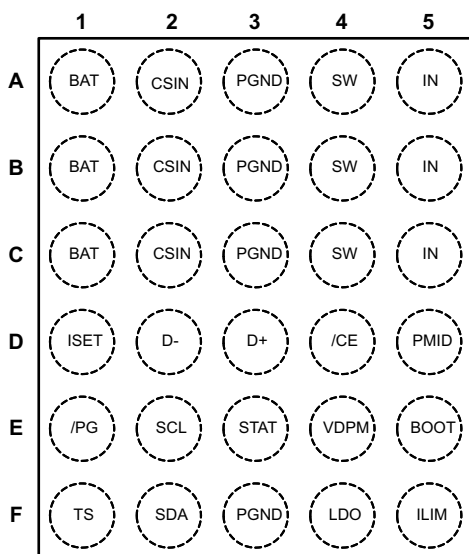 1 2 3 4 5
A BAT CSIN PGND SW IN
B BAT CSIN PGND SW IN
C BAT CSIN PGND SW IN
D ISET D- D+ /CE PMID
E /PG SCL STAT VDPM BOOT
F TS SDA PGND LDO ILIM